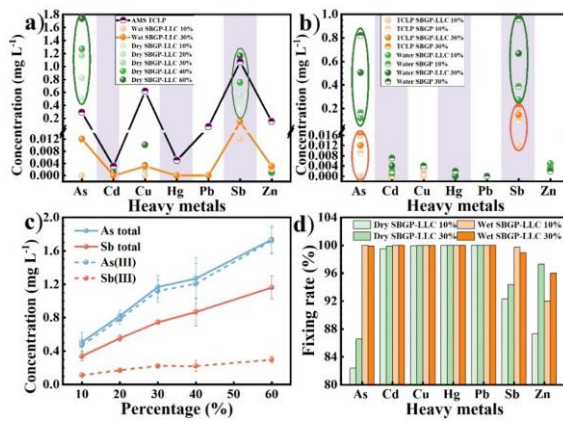 a)
AMS TCLP
Wet SBGP-LLC 10%
Wet SBGP-LLC 30%
Dry SBGP-LLC 10%
Dry SBGP-LLC 20%
Dry SBGP-LLC 30%
Dry SBGP-LLC 40%
Dry SBGP-LLC 60%
Concentration (mg L-1)
1.8
1.6
1.4
1.2
1.0
0.8
0.6
0.4
0.2
0.012
0.008
0.004
0.000
As Cd Cu Hg Pb Sb Zn
Heavy metals
b)
TCLP SBGP-LLC 10%
TCLP SBGP 10%
TCLP SBGP-LLC 30%
TCLP SBGP 30%
Water SBGP-LLC 10%
Water SBGP 10%
Water SBGP-LLC 30%
Water SBGP 30%
Concentration (mg L-1)
1.0
0.8
0.6
0.4
0.2
0.016
0.012
0.008
0.004
0.000
As Cd Cu Hg Pb Sb Zn
Heavy metals
c)
As total
Sb total
As(III)
Sb(III)
Concentration (mg L-1)
2.0
1.6
1.2
0.8
0.4
0.0
10 20 30 40 50 60
Percentage (%)
d)
Dry SBGP-LLC 10%
Wet SBGP-LLC 10%
Dry SBGP-LLC 30%
Wet SBGP-LLC 30%
Fixing rate (%)
104
100
96
92
88
84
80
As Cd Cu Hg Pb Sb Zn
Heavy metals